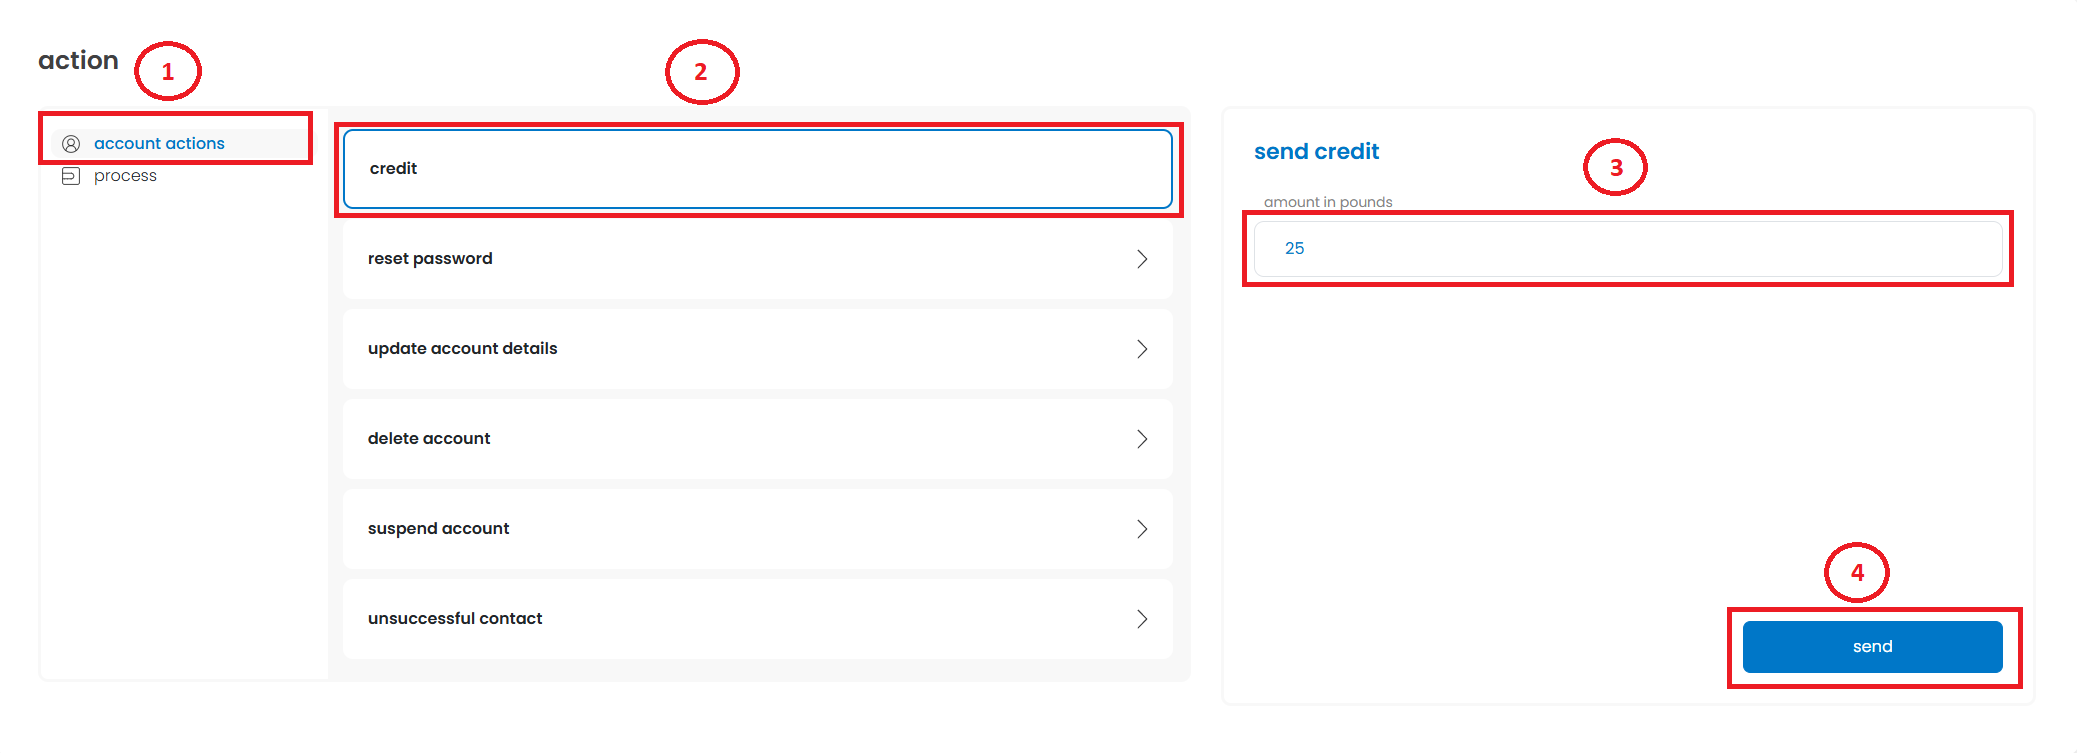 action
1
account actions
process
2
credit
reset password
update account details
delete account
suspend account
unsuccessful contact
send credit
3
amount in pounds
25
4
send